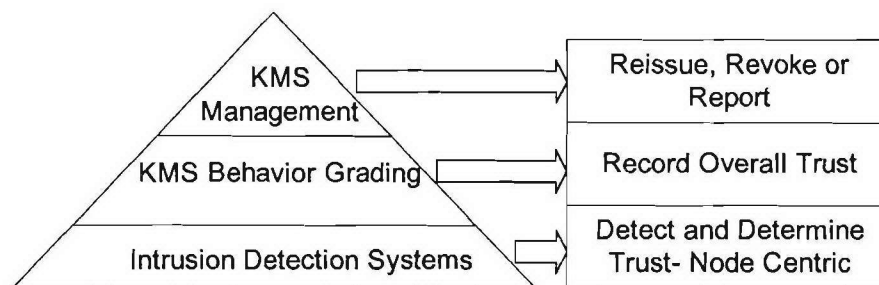 KMS
Management
Reissue, Revoke or
Report
KMS Behavior Grading
Record Overall Trust
Intrusion Detection Systems
Detect and Determine
Trust- Node Centric